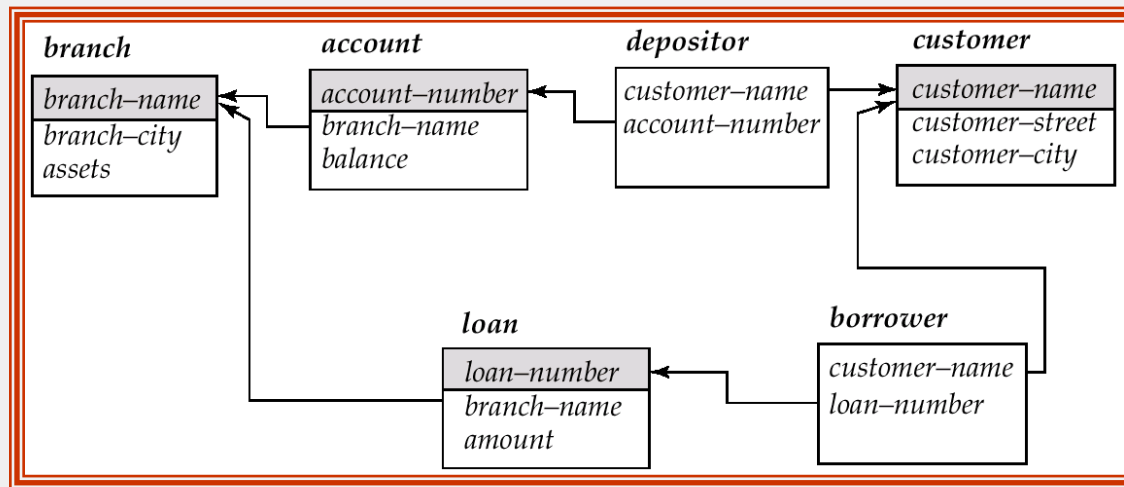 branch
branch–name
branch–city
assets
account
account–number
branch–name
balance
depositor
customer–name
account–number
customer
customer–name
customer–street
customer–city
loan
loan–number
branch–name
amount
borrower
customer–name
loan–number